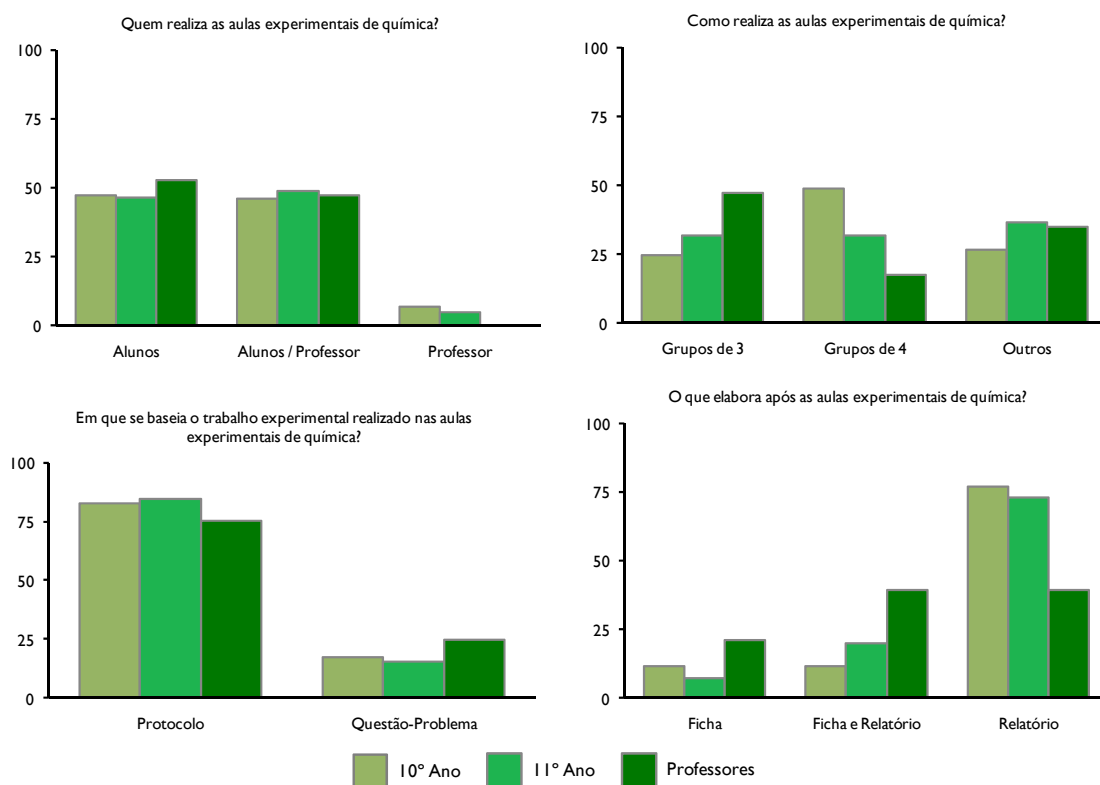 Quem realiza as aulas experimentais de química?
100
75
50
25
0
Alunos
Alunos / Professor
Professor
Como realiza as aulas experimentais de química?
100
75
50
25
0
Grupos de 3
Grupos de 4
Outros
Em que se baseia o trabalho experimental realizado nas aulas
experimentais de química?
100
75
50
25
0
Protocolo
Questão-Problema
O que elabora após as aulas experimentais de química?
100
75
50
25
0
Ficha
Ficha e Relatório
Relatório
10º Ano
11º Ano
Professores